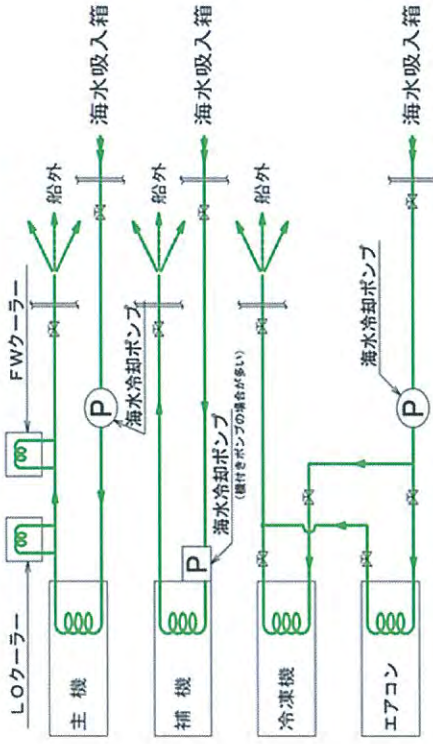 LOクーラー
FWクーラー
主機
P
海水冷却ポンプ
船外
海水吸入箱
補機
P
海水冷却ポンプ
(機付きポンプの場合が多い)
船外
海水吸入箱
冷凍機
船外
エアコン
P
海水冷却ポンプ
海水吸入箱